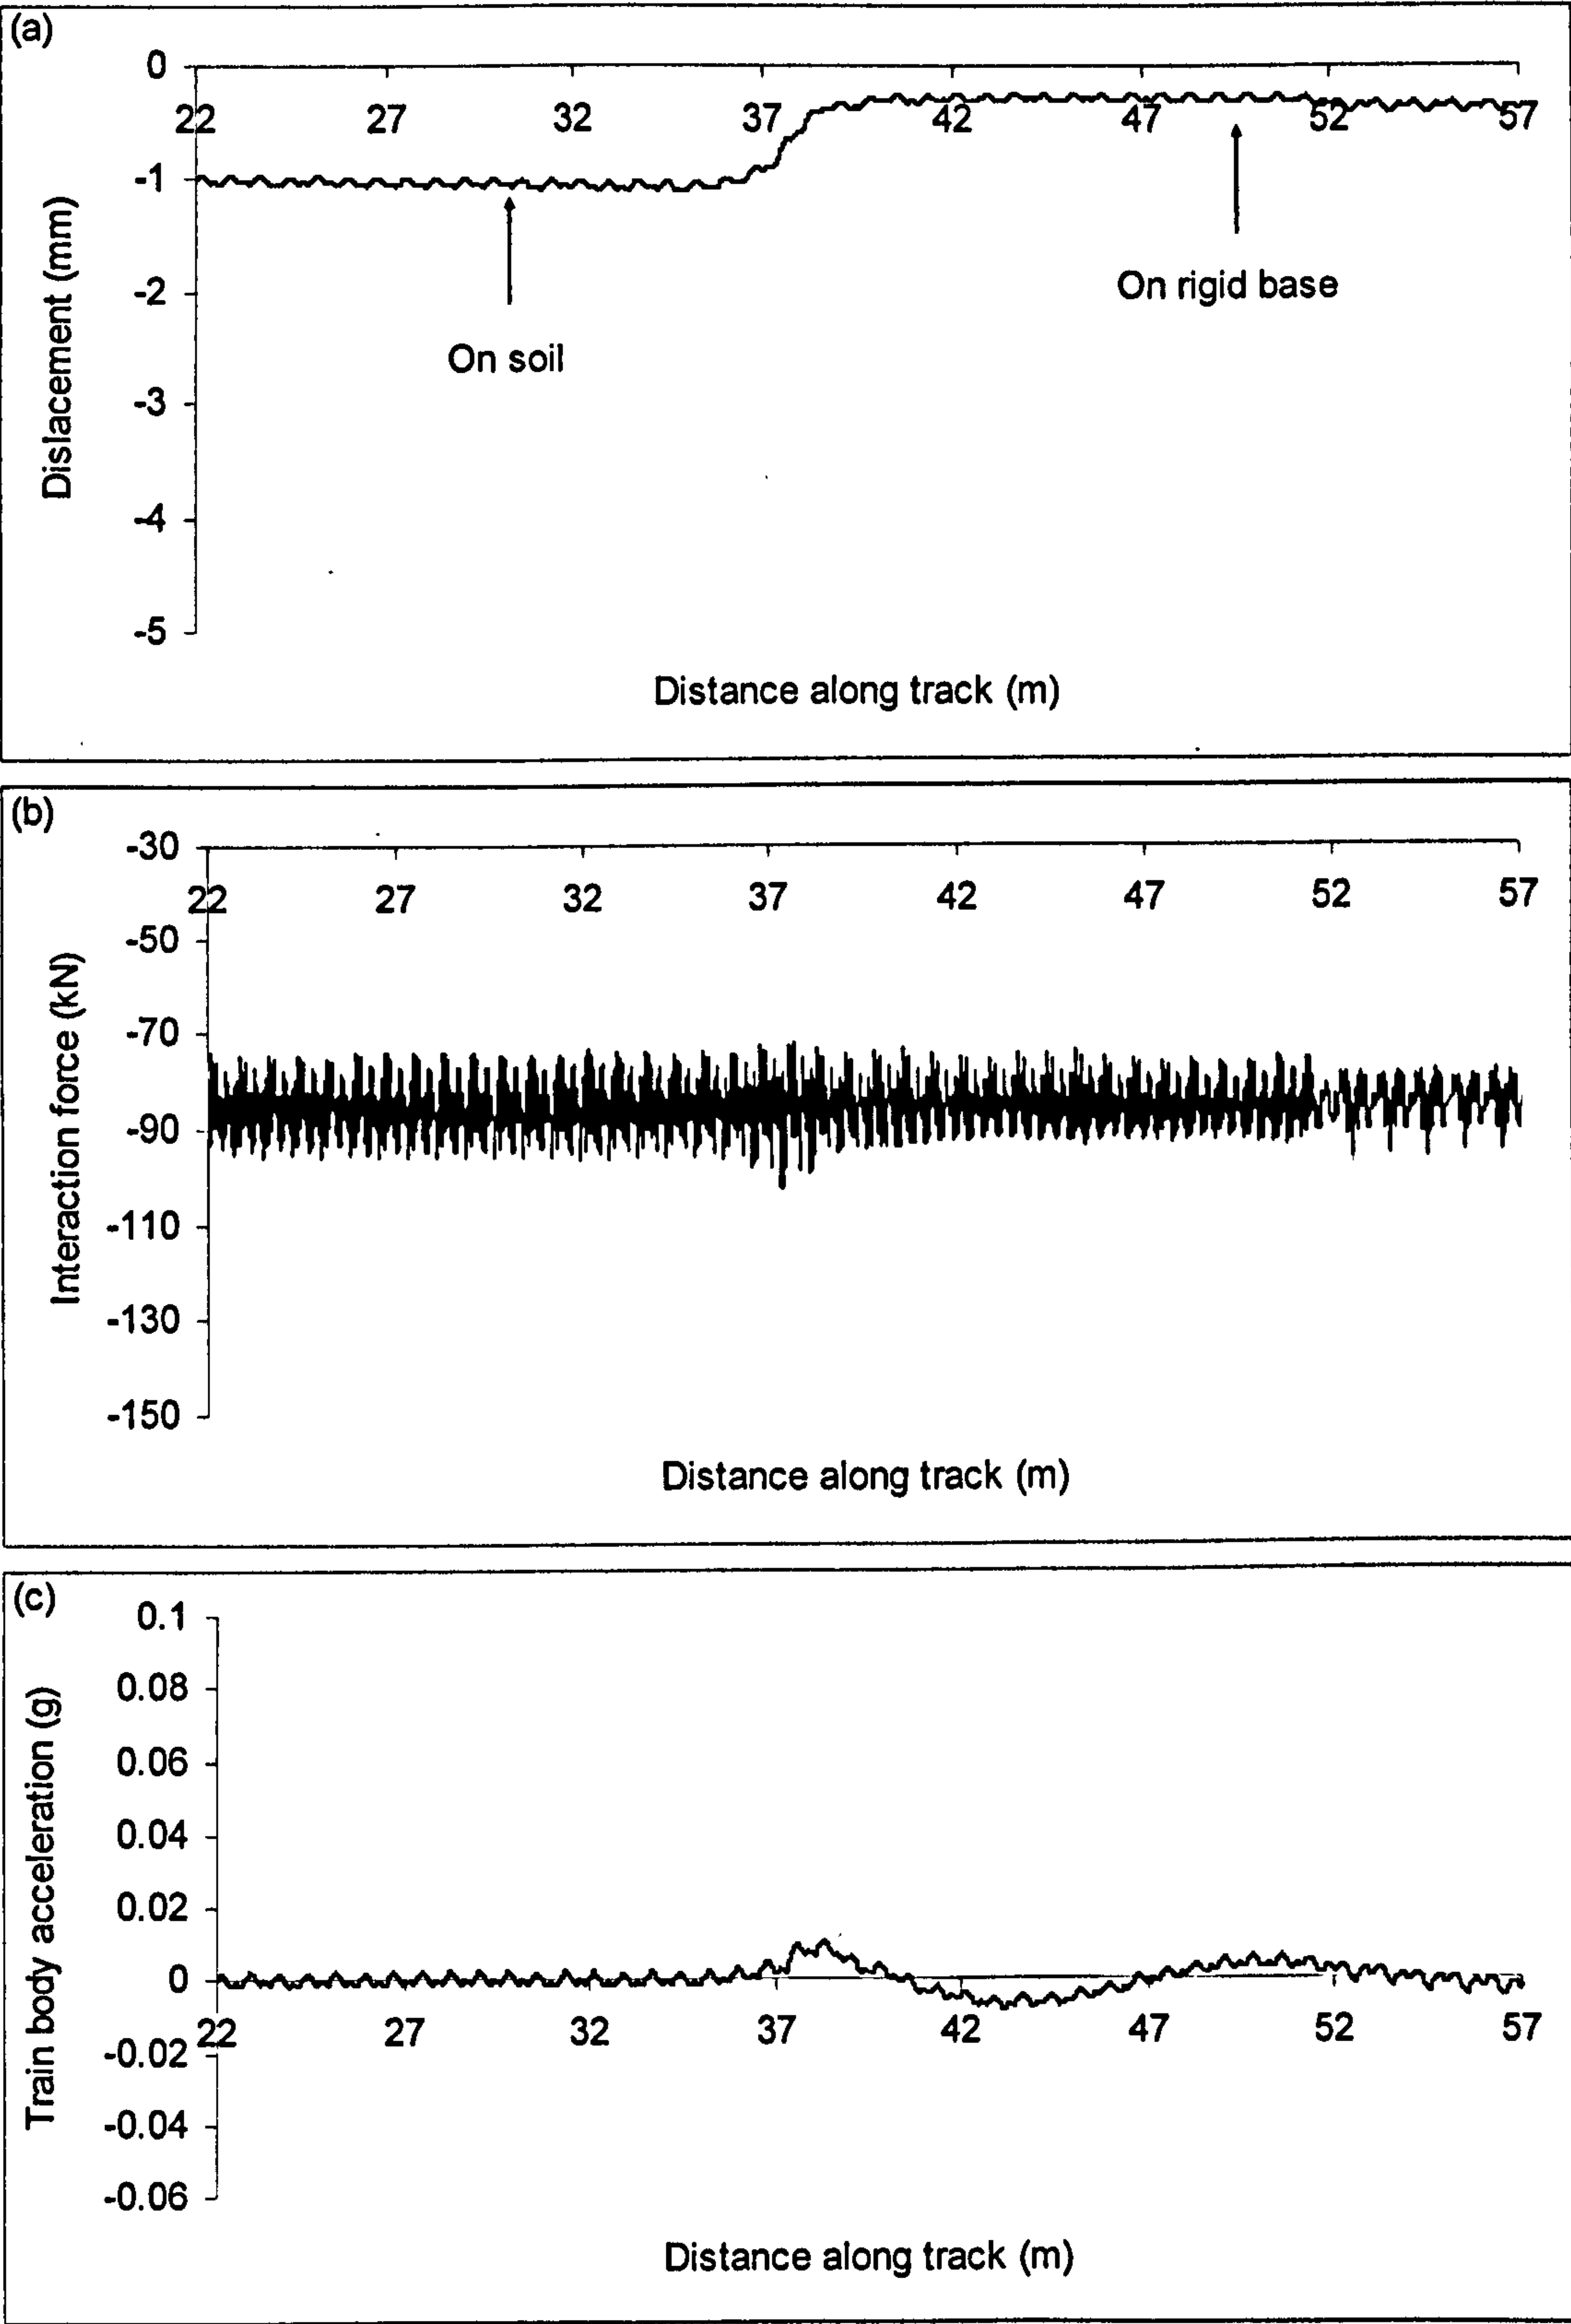 (a)
0
22 27 32 37 42 47 52 57
-1
-2
-3
-4
-5
Dislacement (mm)
On soil
On rigid base
Distance along track (m)
(b)
-30
22 27 32 37 42 47 52 57
-50
-70
-90
-110
-130
-150
Interaction force (kN)
Distance along track (m)
(c)
0.1
0.08
0.06
0.04
0.02
0
22 27 32 37 42 47 52 57
-0.02
-0.04
-0.06
Train body acceleration (g)
Distance along track (m)